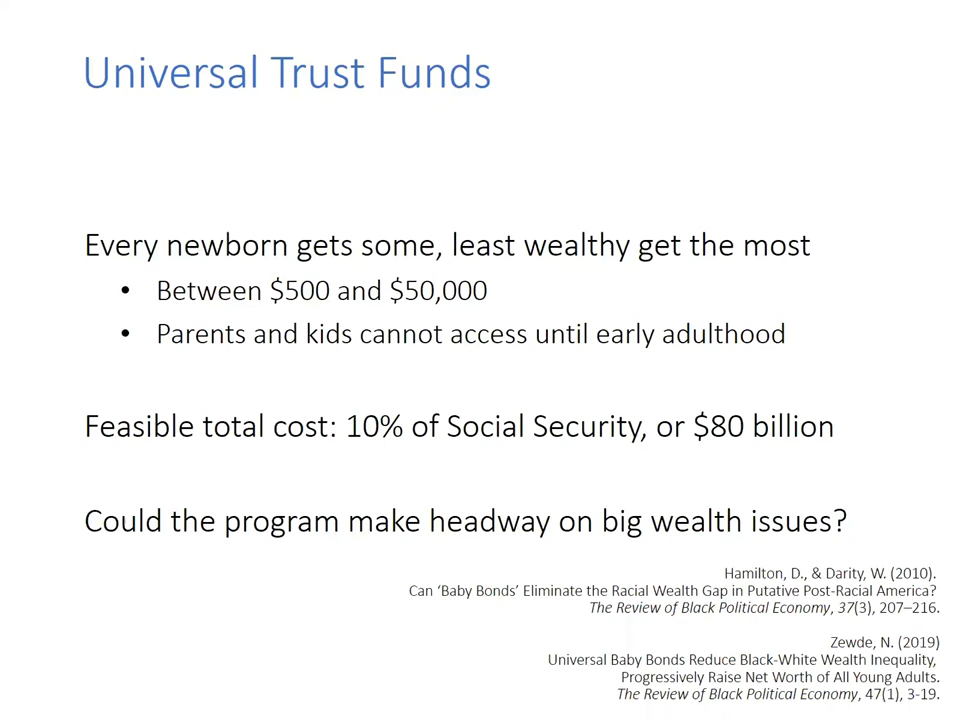 Universal Trust Funds
Every newborn gets some, least wealthy get the most
• Between $500 and $50,000
• Parents and kids cannot access until early adulthood
Feasible total cost: 10% of Social Security, or $80 billion
Could the program make headway on big wealth issues?
Hamilton, D., & Darity, W. (2010).
Can ‘Baby Bonds’ Eliminate the Racial Wealth Gap in Putative Post-Racial America?
The Review of Black Political Economy, 37(3), 207–216.
Zewde, N. (2019)
Universal Baby Bonds Reduce Black-White Wealth Inequality,
Progressively Raise Net Worth of All Young Adults.
The Review of Black Political Economy, 47(1), 3-19.